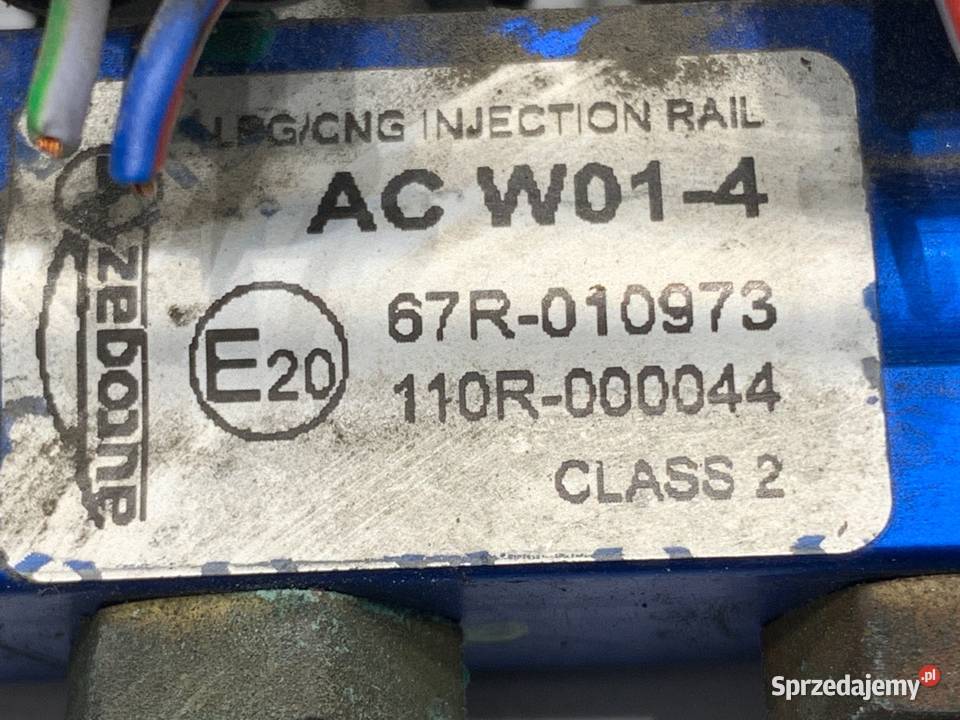 LPG/CNG INJECTION RAIL
AC W01-4
E20
67R-010973
110R-000044
CLASS 2
zeboane
Sprzedajemy.pl